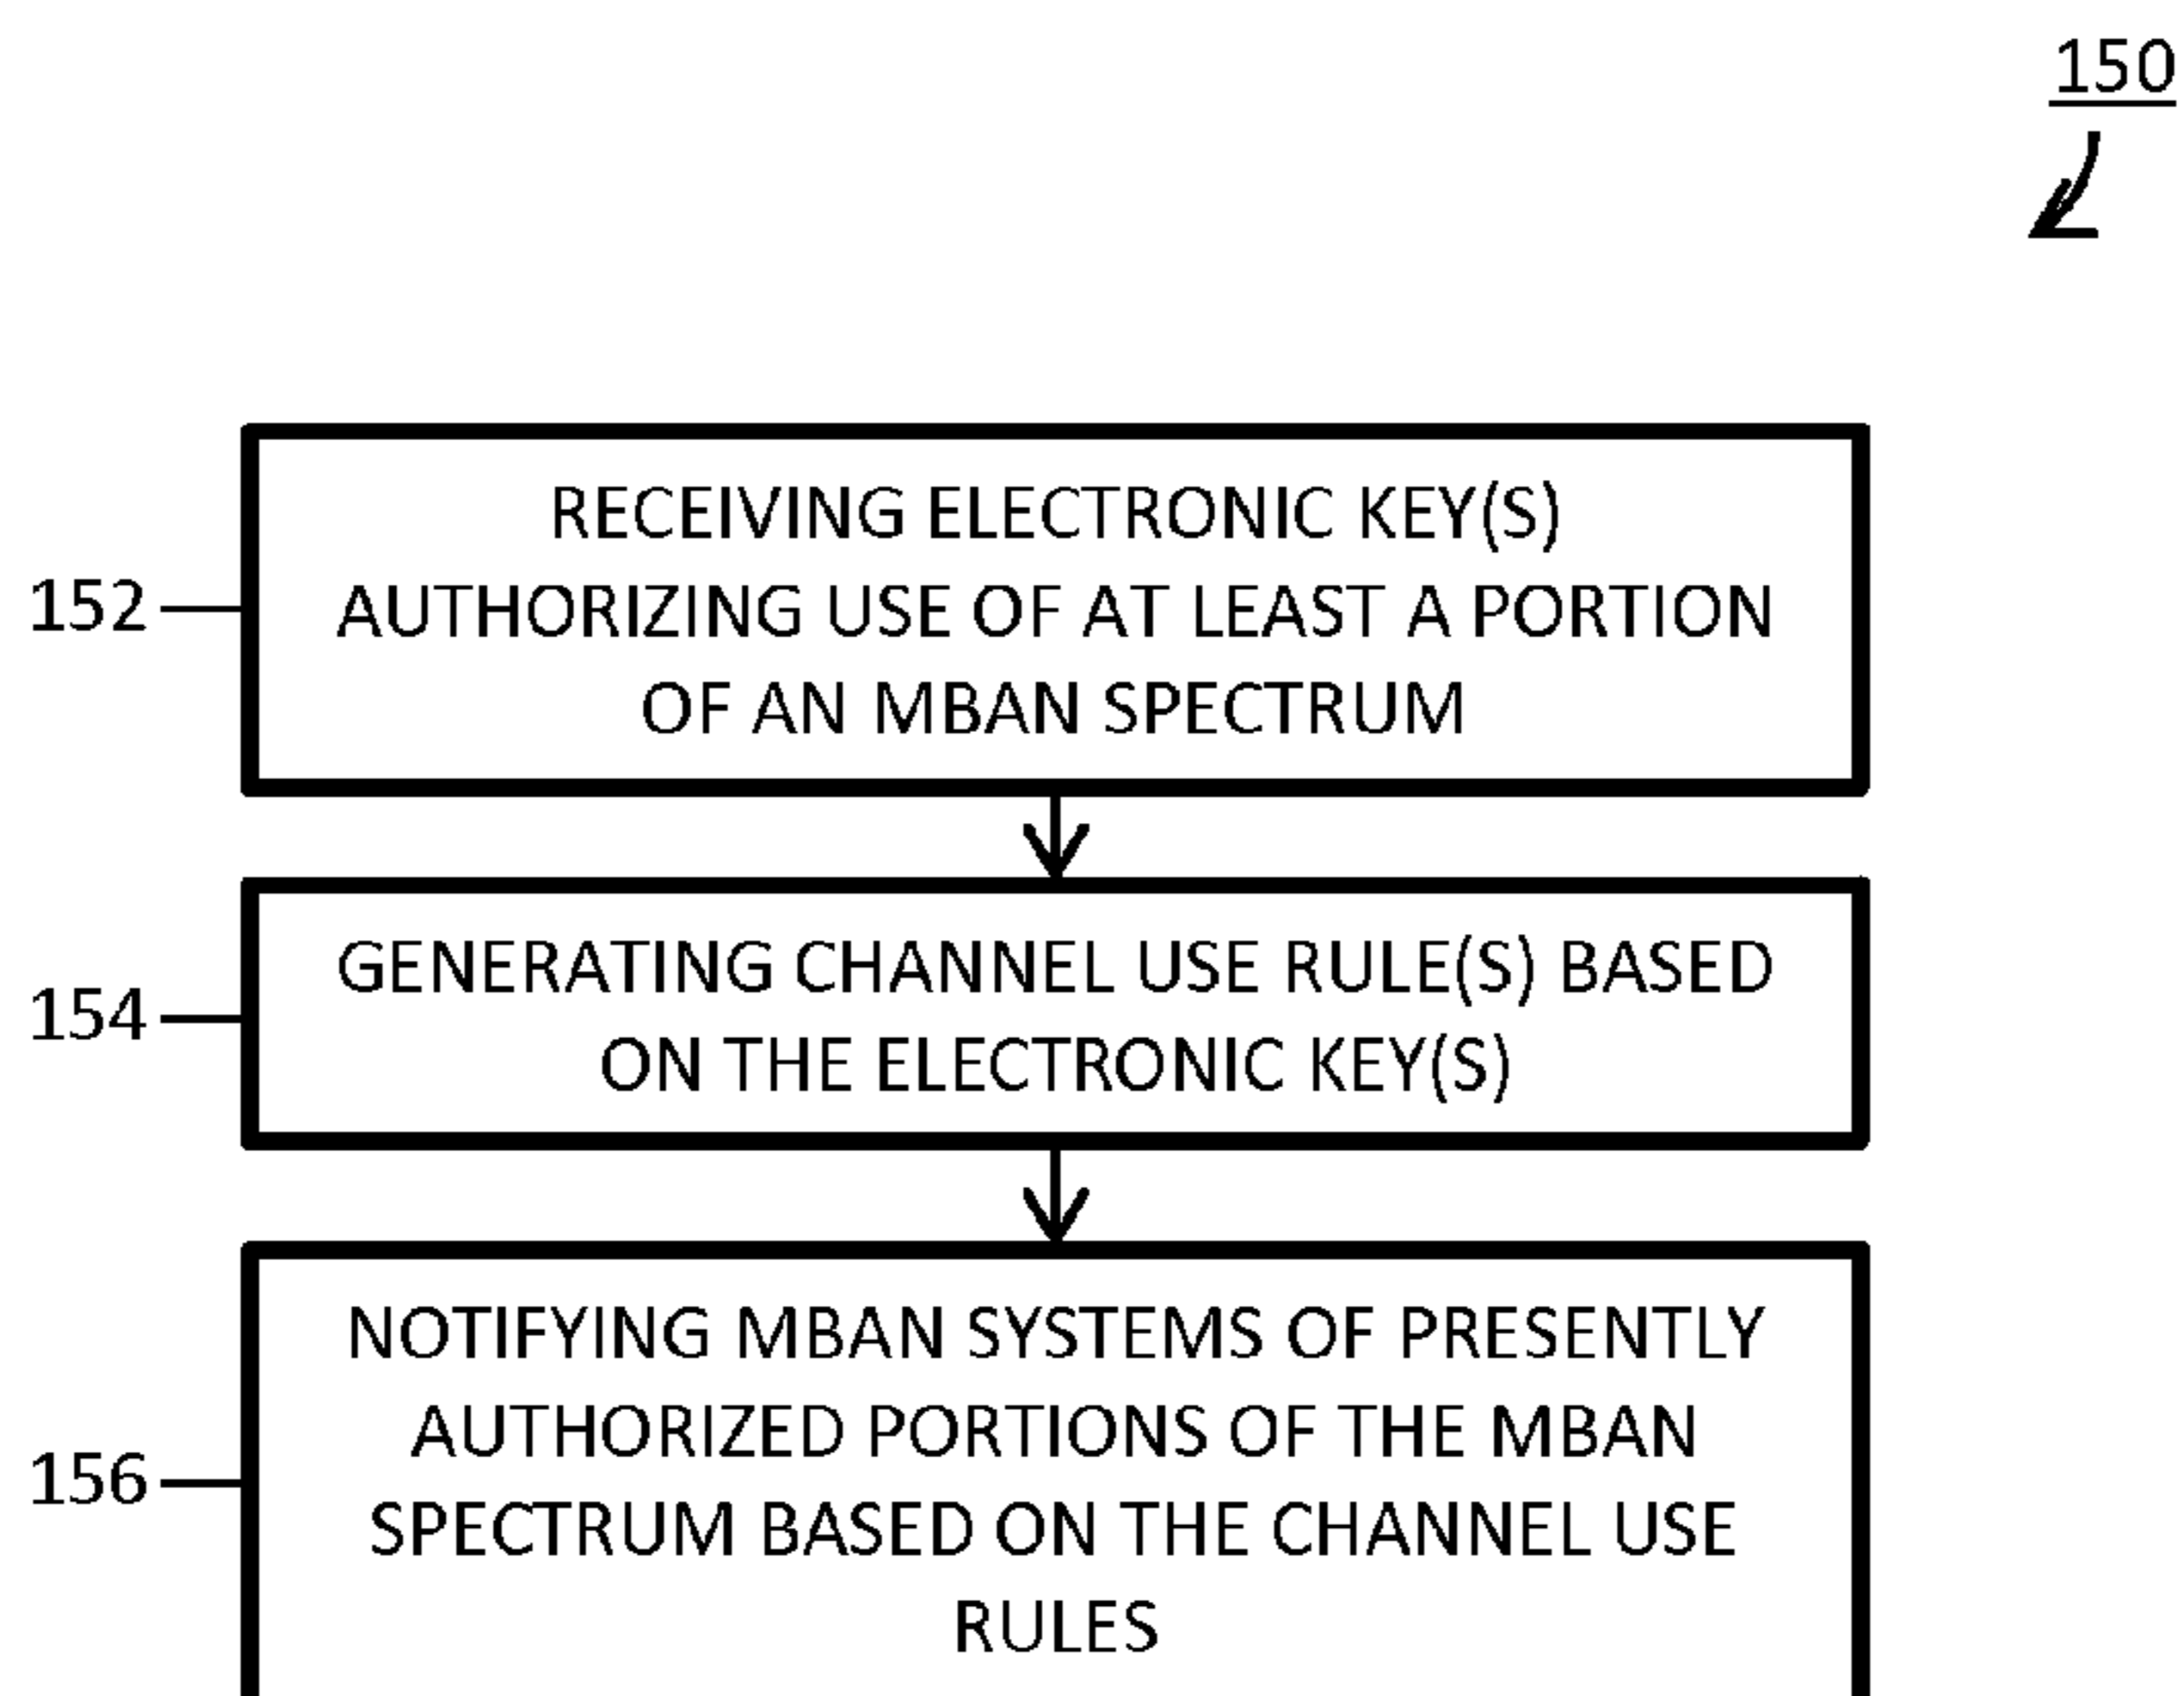 150
RECEIVING ELECTRONIC KEY(S)
152
AUTHORIZING USE OF AT LEAST A PORTION
OF AN MBAN SPECTRUM
GENERATING CHANNEL USE RULE(S) BASED
154
ON THE ELECTRONIC KEY(S)
NOTIFYING MBAN SYSTEMS OF PRESENTLY
AUTHORIZED PORTIONS OF THE MBAN
156
SPECTRUM BASED ON THE CHANNEL USE
RULES